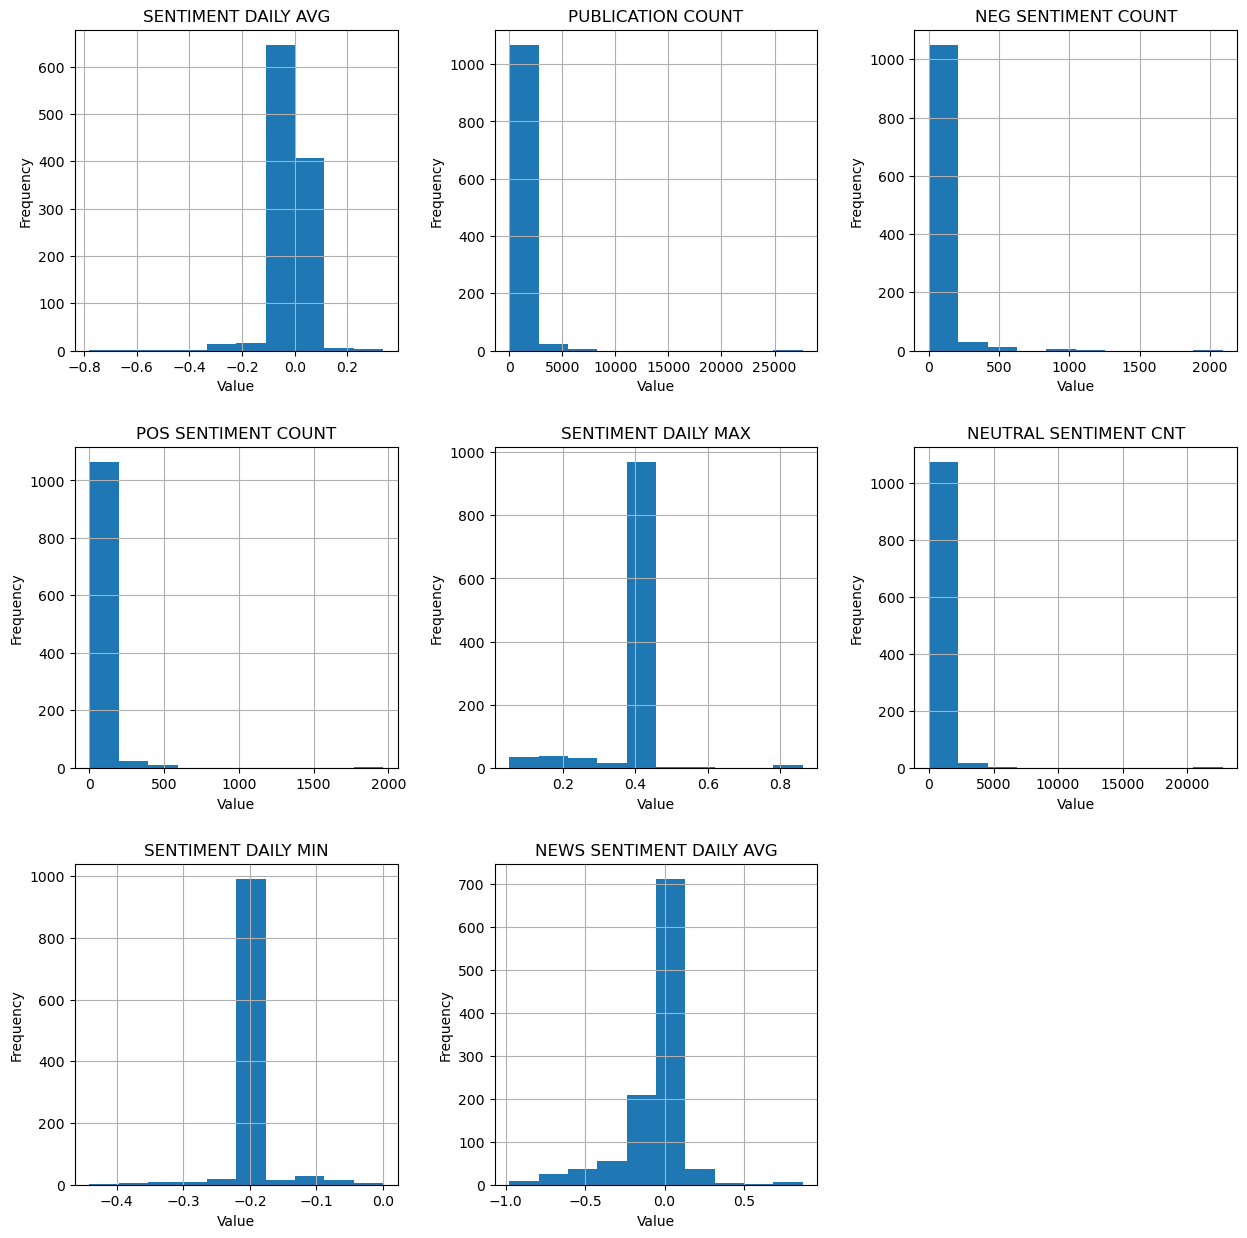 SENTIMENT DAILY AVG
Frequency
600
500
400
300
200
100
0
−0.8 −0.6 −0.4 −0.2 0.0 0.2
Value
PUBLICATION COUNT
Frequency
1000
800
600
400
200
0
0 5000 10000 15000 20000 25000
Value
NEG SENTIMENT COUNT
Frequency
1000
800
600
400
200
0
0 500 1000 1500 2000
Value
POS SENTIMENT COUNT
Frequency
1000
800
600
400
200
0
0 500 1000 1500 2000
Value
SENTIMENT DAILY MAX
Frequency
1000
800
600
400
200
0
0.2 0.4 0.6 0.8
Value
NEUTRAL SENTIMENT CNT
Frequency
1000
800
600
400
200
0
0 5000 10000 15000 20000
Value
SENTIMENT DAILY MIN
Frequency
1000
800
600
400
200
0
−0.4 −0.3 −0.2 −0.1 0.0
Value
NEWS SENTIMENT DAILY AVG
Frequency
700
600
500
400
300
200
100
0
−1.0 −0.5 0.0 0.5
Value